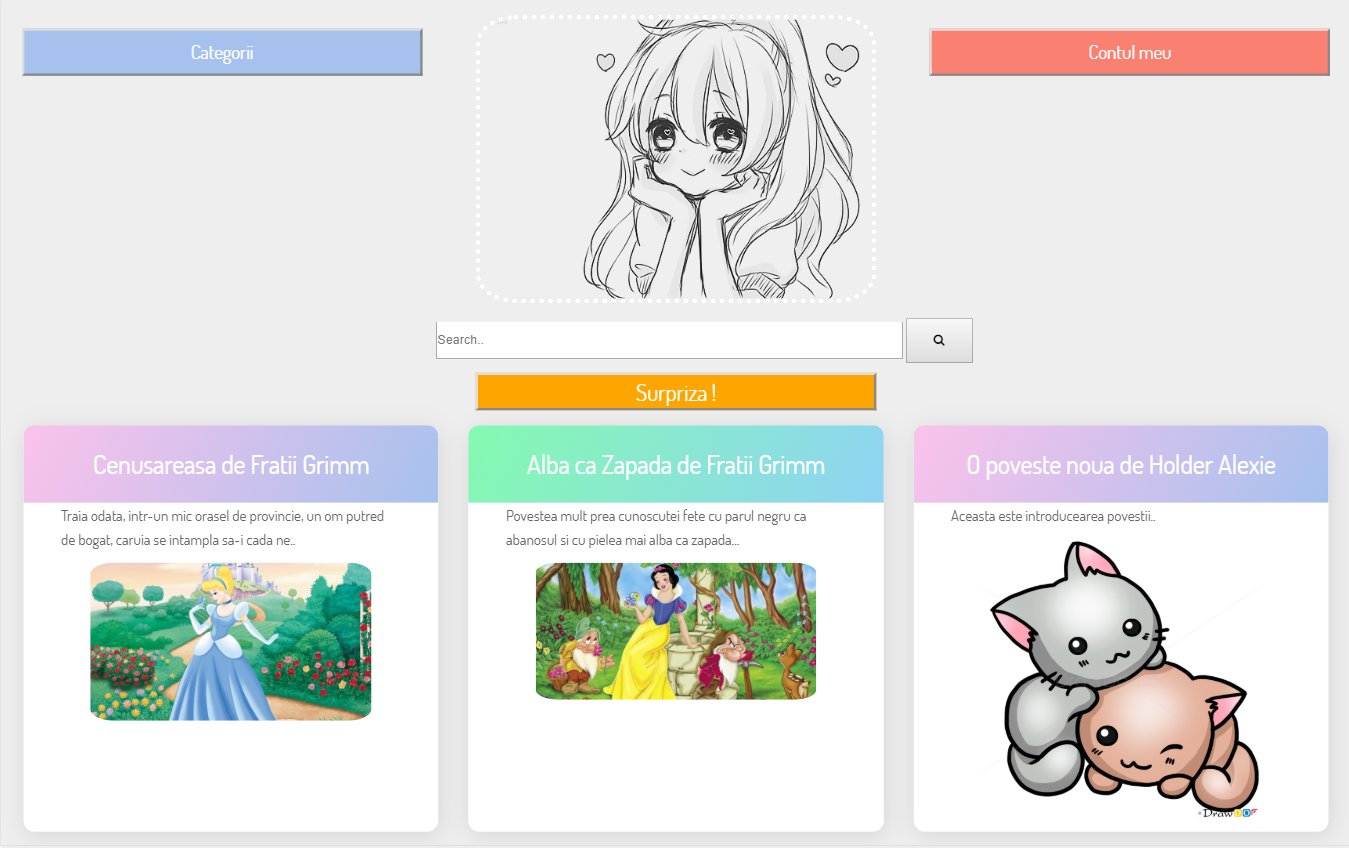 Categorii
Contul meu
Search..
Surpriza !
Cenusareasa de Fratii Grimm
Traia odata, intr-un mic orasel de provincie, un om putred
de bogat, caruia se intampla sa-i cada ne..
Alba ca Zapada de Fratii Grimm
Povestea mult prea cunoscutei fete cu parul negru ca
abanosul si cu pielea mai alba ca zapada...
O poveste noua de Holder Alexie
Aceasta este introducearea povestii..
Draw